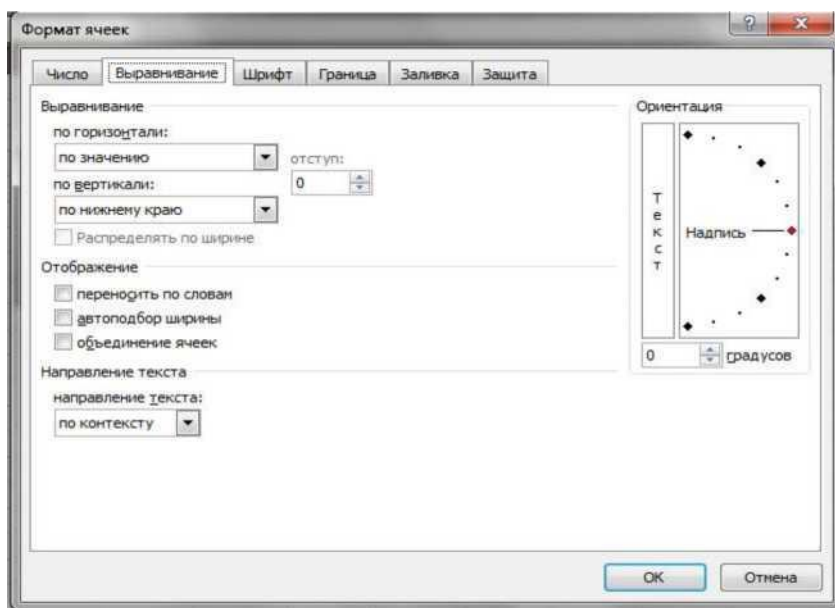 Формат ячеек
Число Выравнивание Шрифт Граница Заливка Защита
Выравнивание
по горизонтали:
по значению
отступ:
0
по вертикали:
по нижнему краю
Распределять по ширине
Отображение
переносить по словам
автоподбор ширины
объединение ячеек
Направление текста
направление текста:
по контексту
Ориентация
Текст
Надпись
0 градусов
ОК Отмена